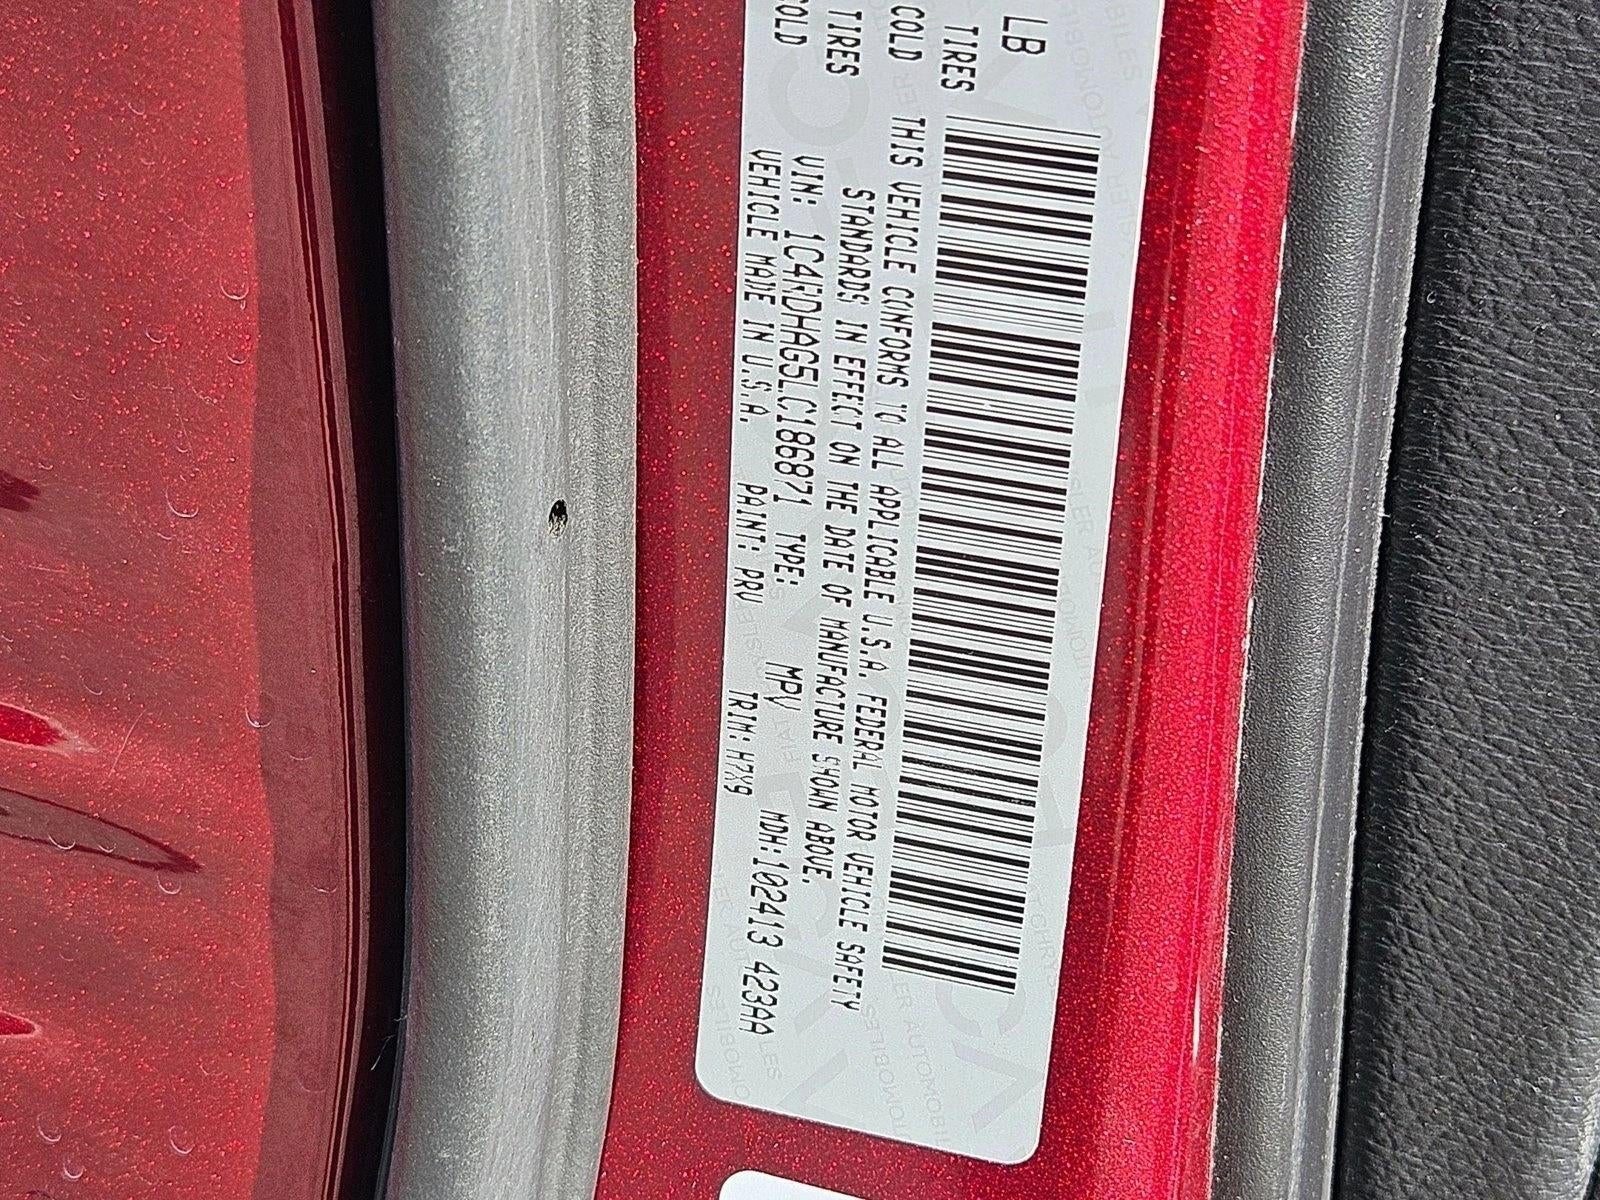 LB
TIRES COLD
TIRES COLD
THIS VEHICLE CONFORMS TO ALL APPLICABLE U.S.A. FEDERAL MOTOR VEHICLE SAFETY
STANDARDS IN EFFECT ON THE DATE OF MANUFACTURE SHOWN ABOVE.
VIN: 1C4RDHAG5LC186871 TYPE: MPV MDH: 102413 423AA
VEHICLE MADE IN U.S.A. PAINT: PRV TRIM: H7X9